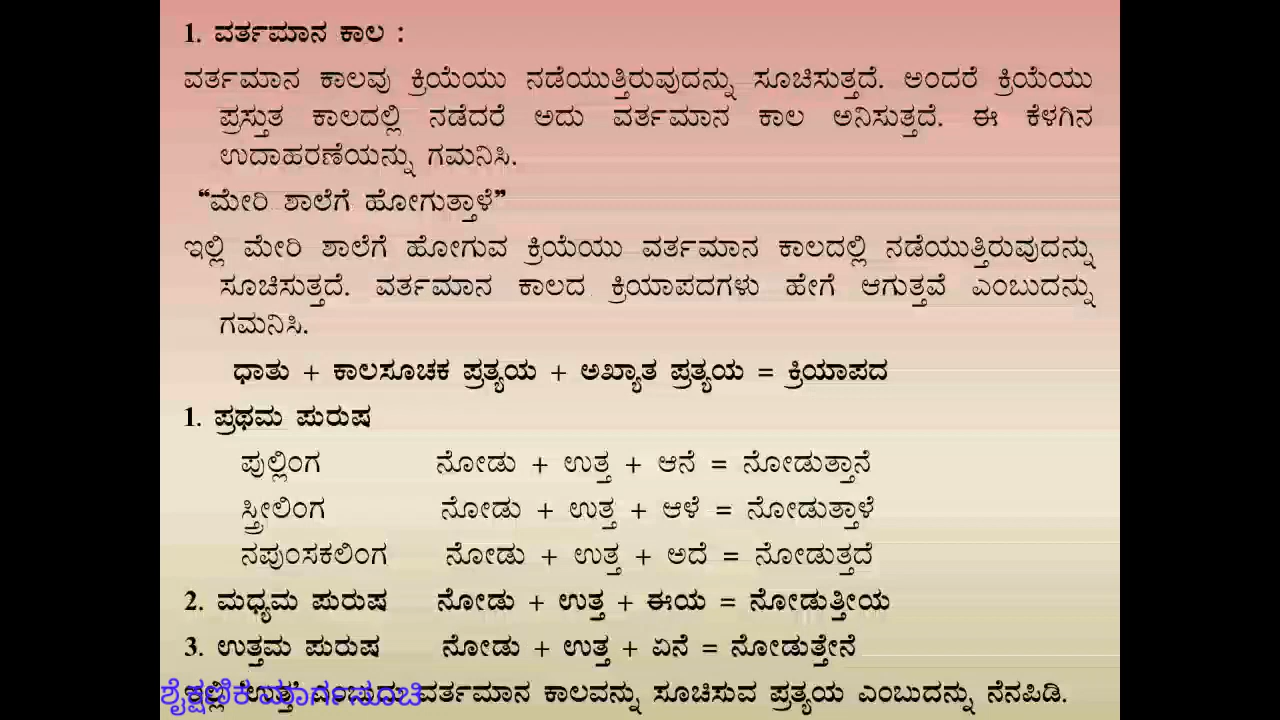 1. ವರ್ತಮಾನ ಕಾಲ :
ವರ್ತಮಾನ ಕಾಲವು ಕ್ರಿಯೆಯು ನಡೆಯುತ್ತಿರುವುದನ್ನು ಸೂಚಿಸುತ್ತದೆ. ಅಂದರೆ ಕ್ರಿಯೆಯು
ಪ್ರಸ್ತುತ ಕಾಲದಲ್ಲಿ ನಡೆದರೆ ಅದು ವರ್ತಮಾನ ಕಾಲ ಅನಿಸುತ್ತದೆ. ಈ ಕೆಳಗಿನ
ಉದಾಹರಣೆಯನ್ನು ಗಮನಿಸಿ.
“ಮೇರಿ ಶಾಲೆಗೆ ಹೋಗುತ್ತಾಳೆ”
ಇಲ್ಲಿ ಮೇರಿ ಶಾಲೆಗೆ ಹೋಗುವ ಕ್ರಿಯೆಯು ವರ್ತಮಾನ ಕಾಲದಲ್ಲಿ ನಡೆಯುತ್ತಿರುವುದನ್ನು
ಸೂಚಿಸುತ್ತದೆ. ವರ್ತಮಾನ ಕಾಲದ ಕ್ರಿಯಾಪದಗಳು ಹೇಗೆ ಆಗುತ್ತವೆ ಎಂಬುದನ್ನು
ಗಮನಿಸಿ.
ಧಾತು + ಕಾಲಸೂಚಕ ಪ್ರತ್ಯಯ + ಅಖ್ಯಾತ ಪ್ರತ್ಯಯ = ಕ್ರಿಯಾಪದ
1. ಪ್ರಥಮ ಪುರುಷ
ಪುಲ್ಲಿಂಗ ನೋಡು + ಉತ್ತ + ಆನೆ = ನೋಡುತ್ತಾನೆ
ಸ್ತ್ರೀಲಿಂಗ ನೋಡು + ಉತ್ತ + ಆಳೆ = ನೋಡುತ್ತಾಳೆ
ನಪುಂಸಕಲಿಂಗ ನೋಡು + ಉತ್ತ + ಅದೆ = ನೋಡುತ್ತದೆ
2. ಮಧ್ಯಮ ಪುರುಷ ನೋಡು + ಉತ್ತ + ಈಯ = ನೋಡುತ್ತೀಯ
3. ಉತ್ತಮ ಪುರುಷ ನೋಡು + ಉತ್ತ + ಏನೆ = ನೋಡುತ್ತೇನೆ
ವರ್ತಮಾನ ಕಾಲವನ್ನು ಸೂಚಿಸುವ ಪ್ರತ್ಯಯ ಎಂಬುದನ್ನು ನೆನಪಿಡಿ.
ಶೈಕ್ಷಣಿಕ ಮಾರ್ಗಸೂಚಿ